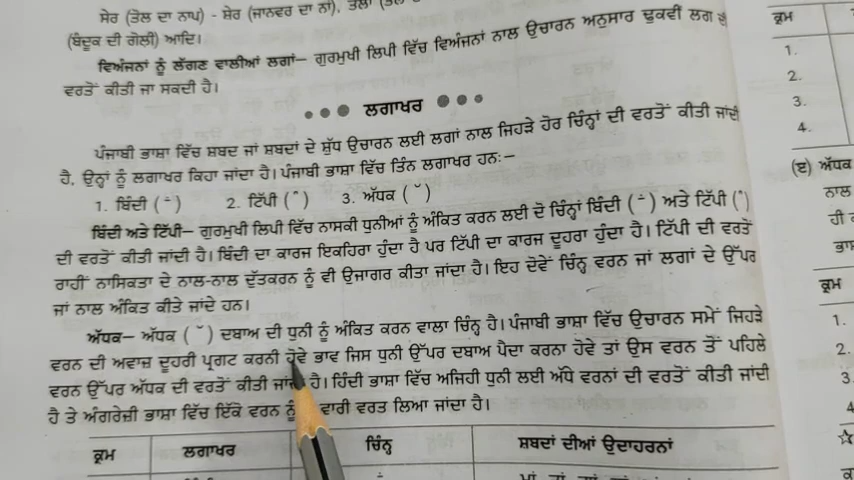 ਸੇਰ (ਤੋਲ ਦਾ ਨਾਪ) - ਸ਼ੇਰ (ਜਾਨਵਰ ਦਾ ਨਾਂ),
(ਬੰਦੂਕ ਦੀ ਗੋਲੀ) ਆਦਿ।
ਵਿਅੰਜਨਾਂ ਨੂੰ ਲੱਗਣ ਵਾਲੀਆਂ ਲਗਾਂ— ਗੁਰਮੁਖੀ ਲਿਪੀ ਵਿੱਚ ਵਿਅੰਜਨਾਂ ਨਾਲ ਉਚਾਰਨ ਅਨੁਸਾਰ ਢੁਕਵੀਂ ਲਗ ਦੀ
ਵਰਤੋਂ ਕੀਤੀ ਜਾ ਸਕਦੀ ਹੈ।
ਲਗਾਖਰ
ਪੰਜਾਬੀ ਭਾਸ਼ਾ ਵਿੱਚ ਸ਼ਬਦ ਜਾਂ ਸ਼ਬਦਾਂ ਦੇ ਸ਼ੁੱਧ ਉਚਾਰਨ ਲਈ ਲਗਾਂ ਨਾਲ ਜਿਹੜੇ ਹੋਰ ਚਿੰਨ੍ਹਾਂ ਦੀ ਵਰਤੋਂ ਕੀਤੀ ਜਾਂਦੀ
ਹੈ, ਉਨ੍ਹਾਂ ਨੂੰ ਲਗਾਖਰ ਕਿਹਾ ਜਾਂਦਾ ਹੈ। ਪੰਜਾਬੀ ਭਾਸ਼ਾ ਵਿੱਚ ਤਿੰਨ ਲਗਾਖਰ ਹਨ:—
1. ਬਿੰਦੀ (ਂ) 2. ਟਿੱਪੀ (ੰ) 3. ਅੱਧਕ (ੱ)
ਬਿੰਦੀ ਅਤੇ ਟਿੱਪੀ— ਗੁਰਮੁਖੀ ਲਿਪੀ ਵਿੱਚ ਨਾਸਕੀ ਧੁਨੀਆਂ ਨੂੰ ਅੰਕਿਤ ਕਰਨ ਲਈ ਦੋ ਚਿੰਨ੍ਹਾਂ ਬਿੰਦੀ (ਂ) ਅਤੇ ਟਿੱਪੀ (ੰ)
ਦੀ ਵਰਤੋਂ ਕੀਤੀ ਜਾਂਦੀ ਹੈ। ਬਿੰਦੀ ਦਾ ਕਾਰਜ ਇਕਹਿਰਾ ਹੁੰਦਾ ਹੈ ਪਰ ਟਿੱਪੀ ਦਾ ਕਾਰਜ ਦੂਹਰਾ ਹੁੰਦਾ ਹੈ। ਟਿੱਪੀ ਦੀ ਵਰਤੋਂ
ਰਾਹੀਂ ਨਾਸਿਕਤਾ ਦੇ ਨਾਲ-ਨਾਲ ਦੁੱਤਕਰਨ ਨੂੰ ਵੀ ਉਜਾਗਰ ਕੀਤਾ ਜਾਂਦਾ ਹੈ। ਇਹ ਦੋਵੇਂ ਚਿੰਨ੍ਹ ਵਰਨ ਜਾਂ ਲਗਾਂ ਦੇ ਉੱਪਰ
ਜਾਂ ਨਾਲ ਅੰਕਿਤ ਕੀਤੇ ਜਾਂਦੇ ਹਨ।
ਅੱਧਕ— ਅੱਧਕ (ੱ) ਦਬਾਅ ਦੀ ਧੁਨੀ ਨੂੰ ਅੰਕਿਤ ਕਰਨ ਵਾਲਾ ਚਿੰਨ੍ਹ ਹੈ। ਪੰਜਾਬੀ ਭਾਸ਼ਾ ਵਿੱਚ ਉਚਾਰਨ ਸਮੇਂ ਜਿਹੜੇ
ਵਰਨ ਦੀ ਅਵਾਜ਼ ਦੂਹਰੀ ਪ੍ਰਗਟ ਕਰਨੀ ਹੋਵੇ ਭਾਵ ਜਿਸ ਧੁਨੀ ਉੱਪਰ ਦਬਾਅ ਪੈਦਾ ਕਰਨਾ ਹੋਵੇ ਤਾਂ ਉਸ ਵਰਨ ਤੋਂ ਪਹਿਲੇ
ਵਰਨ ਉੱਪਰ ਅੱਧਕ ਦੀ ਵਰਤੋਂ ਕੀਤੀ ਜਾਂਦੀ ਹੈ। ਹਿੰਦੀ ਭਾਸ਼ਾ ਵਿੱਚ ਅਜਿਹੀ ਧੁਨੀ ਲਈ ਅੱਧੇ ਵਰਨਾਂ ਦੀ ਵਰਤੋਂ ਕੀਤੀ ਜਾਂਦੀ
ਹੈ ਤੇ ਅੰਗਰੇਜ਼ੀ ਭਾਸ਼ਾ ਵਿੱਚ ਇੱਕੋ ਵਰਨ ਨੂੰ ਵਾਰੀ ਵਰਤ ਲਿਆ ਜਾਂਦਾ ਹੈ।
ਕ੍ਰਮ ਲਗਾਖਰ ਚਿੰਨ੍ਹ ਸ਼ਬਦਾਂ ਦੀਆਂ ਉਦਾਹਰਨਾਂ
ਕ੍ਰਮ
1.
2.
3.
4.
(ੲ) ਅੱਧਕ
ਨਾਲ
ਹੀ
ਕ੍ਰਮ
1.
2.
3.
4